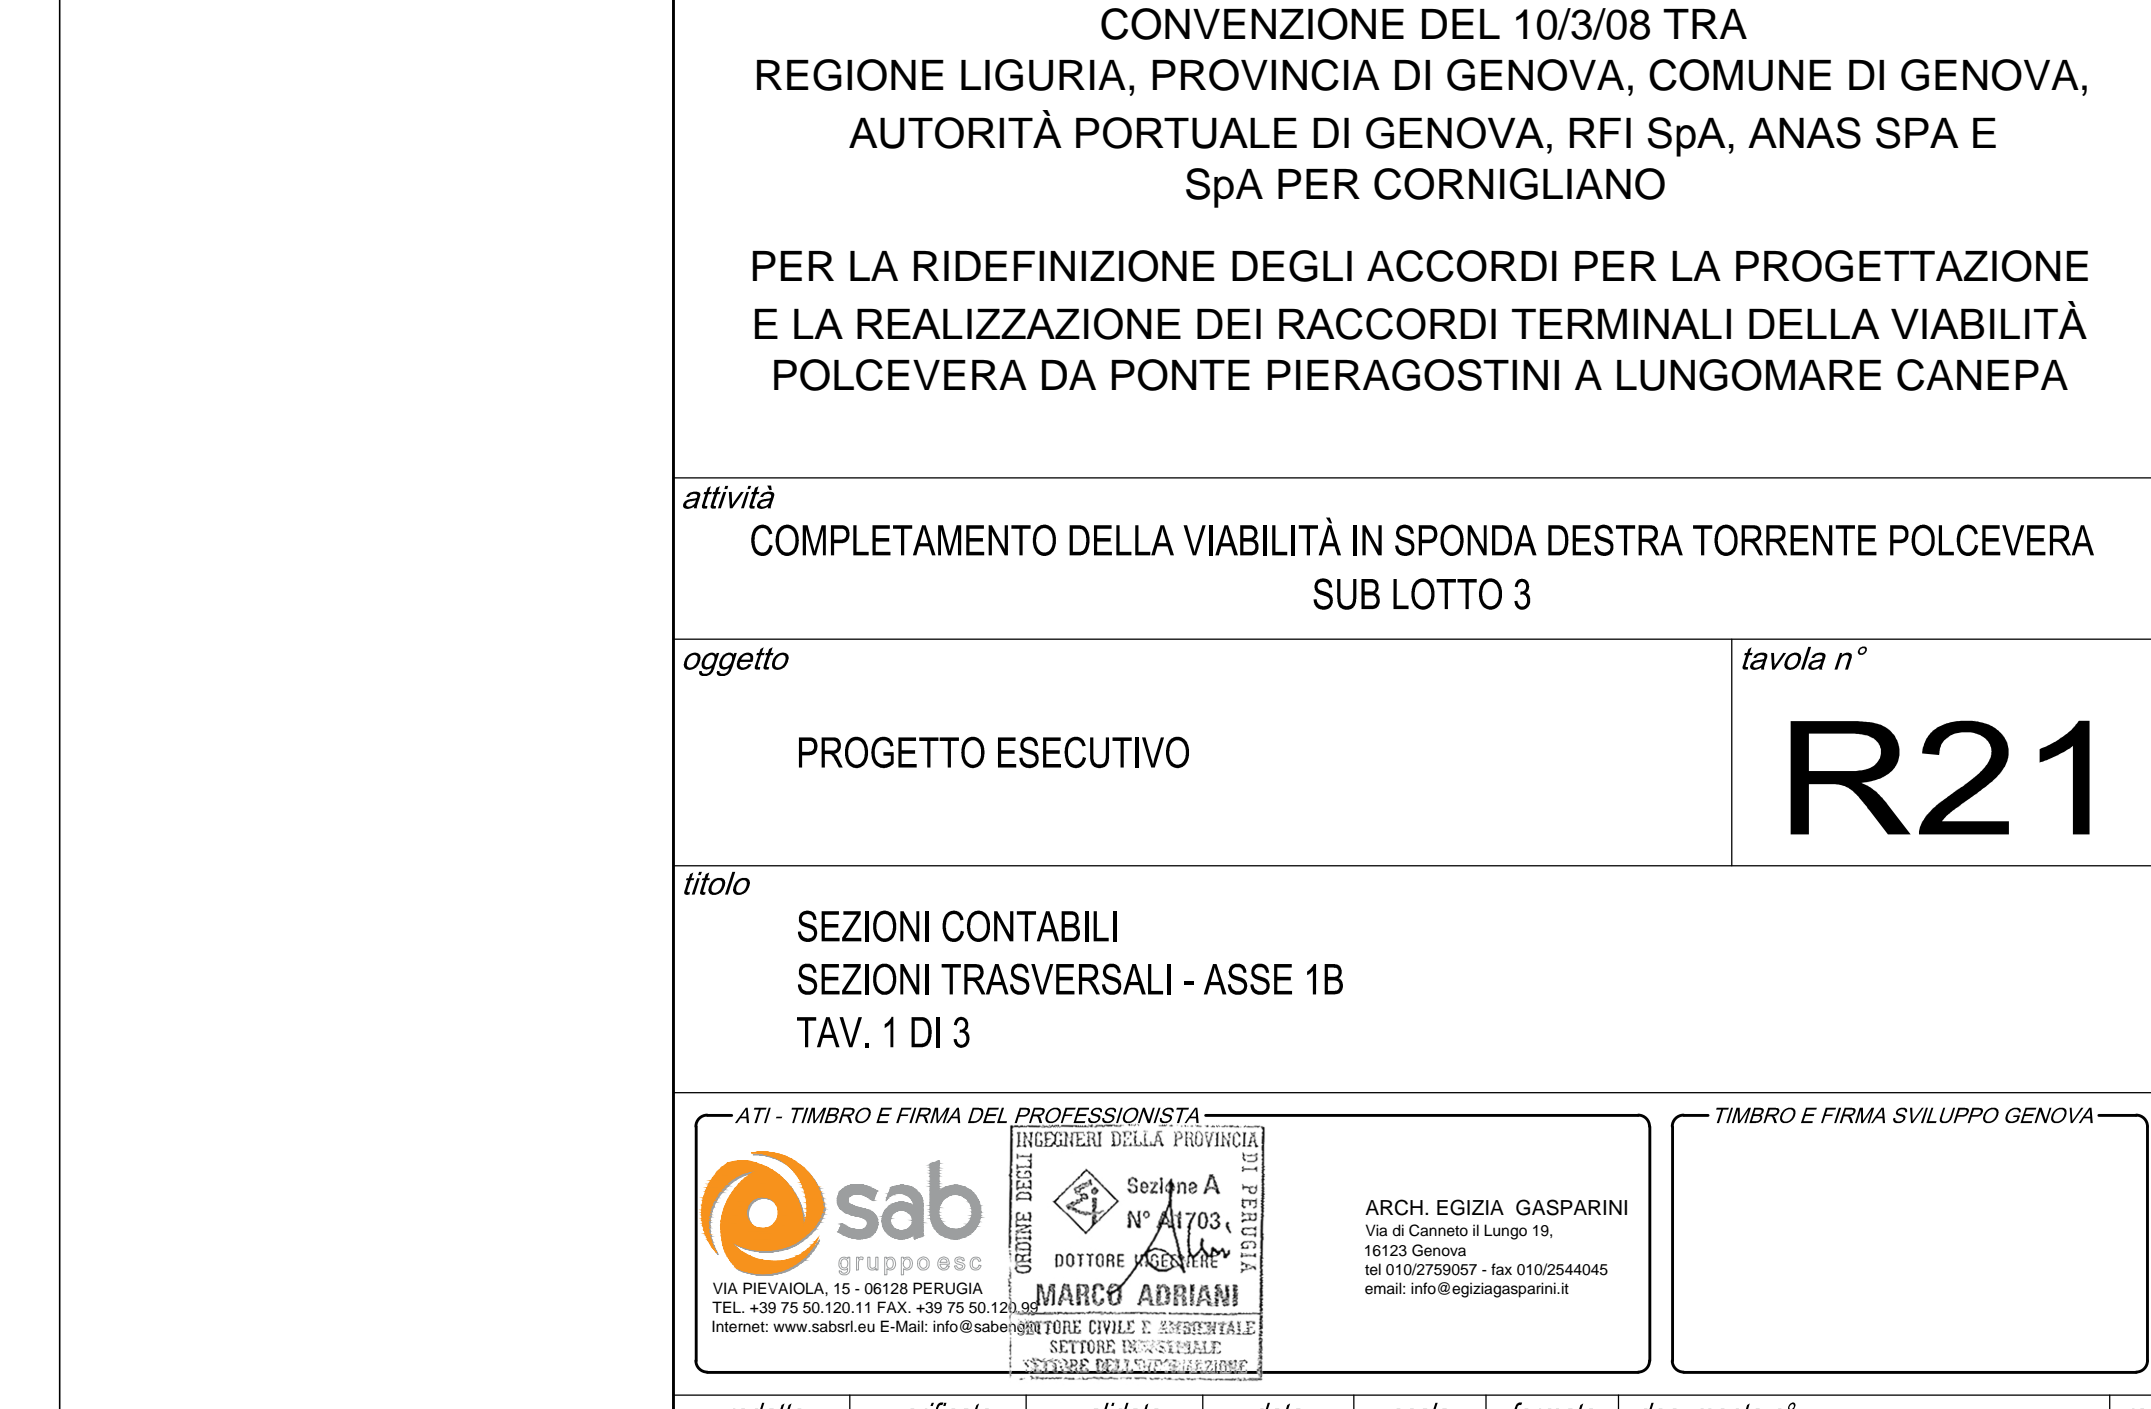 CONVENZIONE DEL 10/3/08 TRA
REGIONE LIGURIA, PROVINCIA DI GENOVA, COMUNE DI GENOVA,
AUTORITÀ PORTUALE DI GENOVA, RFI SpA, ANAS SPA E
SpA PER CORNIGLIANO
PER LA RIDEFINIZIONE DEGLI ACCORDI PER LA PROGETTAZIONE
E LA REALIZZAZIONE DEI RACCORDI TERMINALI DELLA VIABILITÀ
POLCEVERA DA PONTE PIERAGOSTINI A LUNGOMARE CANEPA
attività
COMPLETAMENTO DELLA VIABILITÀ IN SPONDA DESTRA TORRENTE POLCEVERA
SUB LOTTO 3
oggetto
PROGETTO ESECUTIVO
tavola n°
R21
titolo
SEZIONI CONTABILI
SEZIONI TRASVERSALI - ASSE 1B
TAV. 1 DI 3
ATI - TIMBRO E FIRMA DEL PROFESSIONISTA
sab
gruppo esc
VIA PIEVAIOLA, 15 - 06128 PERUGIA
TEL. +39 75 50.120.11 FAX. +39 75 50.120.99
Internet: www.sabsrl.eu E-Mail:
ORDINE DEGLI
INGEGNERI DELLA PROVINCIA
DI PERUGIA
Sezione A
N° A1703
DOTTORE INGEGNERE
MARCO ADRIANI
SETTORE CIVILE E AMBIENTALE
SETTORE INDUSTRIALE
SETTORE DELL'INFORMAZIONE
ARCH. EGIZIA GASPARINI
Via di Canneto il Lungo 19,
16123 Genova
tel 010/2759057 - fax 010/2544045
email: info@egiziagasparini.it
TIMBRO E FIRMA SVILUPPO GENOVA